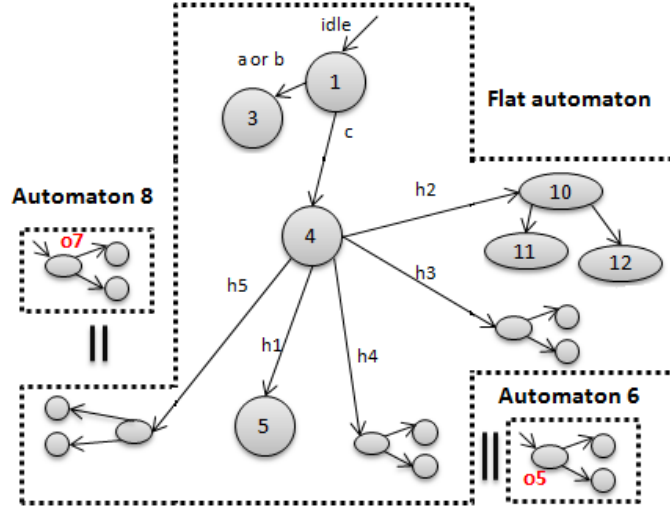 idle
a or b
1
3
Flat automaton
c
Automaton 8
o7
h2
10
4
11
12
h3
h5
h1
h4
Automaton 6
5
o5